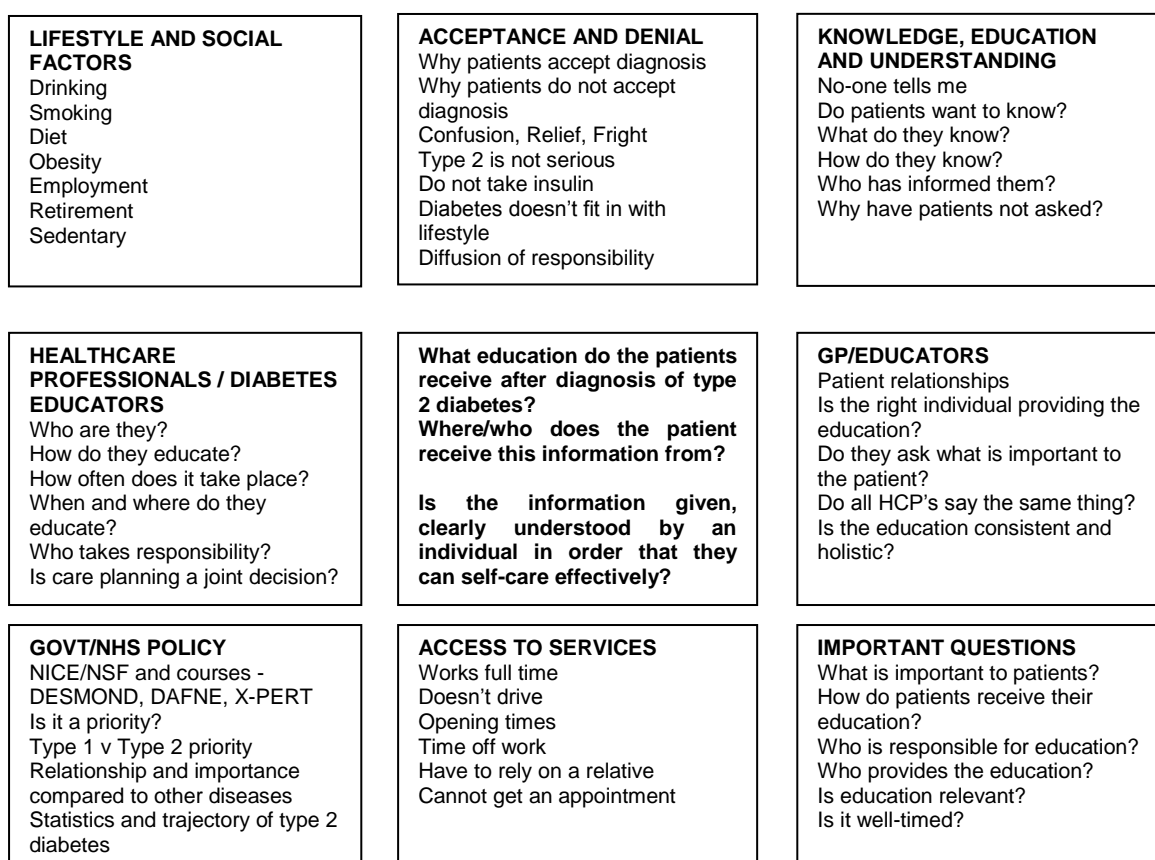 LIFESTYLE AND SOCIAL
FACTORS
Drinking
Smoking
Diet
Obesity
Employment
Retirement
Sedentary
ACCEPTANCE AND DENIAL
Why patients accept diagnosis
Why patients do not accept
diagnosis
Confusion, Relief, Fright
Type 2 is not serious
Do not take insulin
Diabetes doesn’t fit in with
lifestyle
Diffusion of responsibility
KNOWLEDGE, EDUCATION
AND UNDERSTANDING
No-one tells me
Do patients want to know?
What do they know?
How do they know?
Who has informed them?
Why have patients not asked?
HEALTHCARE
PROFESSIONALS / DIABETES
EDUCATORS
Who are they?
How do they educate?
How often does it take place?
When and where do they
educate?
Who takes responsibility?
Is care planning a joint decision?
What education do the patients
receive after diagnosis of type
2 diabetes?
Where/who does the patient
receive this information from?
Is the information given,
clearly understood by an
individual in order that they
can self-care effectively?
GP/EDUCATORS
Patient relationships
Is the right individual providing the
education?
Do they ask what is important to
the patient?
Do all HCP’s say the same thing?
Is the education consistent and
holistic?
GOVT/NHS POLICY
NICE/NSF and courses -
DESMOND, DAFNE, X-PERT
Is it a priority?
Type 1 v Type 2 priority
Relationship and importance
compared to other diseases
Statistics and trajectory of type 2
diabetes
ACCESS TO SERVICES
Works full time
Doesn’t drive
Opening times
Time off work
Have to rely on a relative
Cannot get an appointment
IMPORTANT QUESTIONS
What is important to patients?
How do patients receive their
education?
Who is responsible for education?
Who provides the education?
Is education relevant?
Is it well-timed?